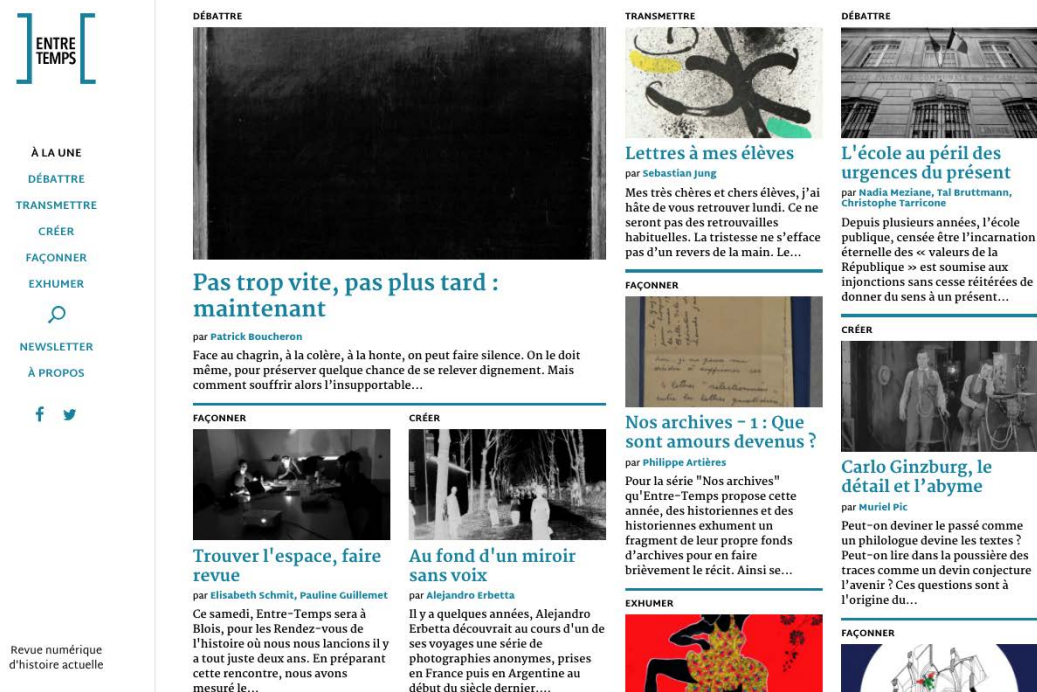 ENTRE
TEMPS
À LA UNE
DÉBATTRE
TRANSMETTRE
CRÉER
FAÇONNER
EXHUMER
NEWSLETTER
À PROPOS
Revue numérique
d'histoire actuelle
DÉBATTRE
Pas trop vite, pas plus tard :
maintenant
par Patrick Boucheron
Face au chagrin, à la colère, à la honte, on peut faire silence. On le doit
même, pour préserver quelque chance de se relever dignement. Mais
comment souffrir alors l’insupportable…
FAÇONNER
Trouver l'espace, faire
revue
par Elisabeth Schmit, Pauline Guillemet
Ce samedi, Entre-Temps sera à
Blois, pour les Rendez-vous de
l'histoire où nous nous lancions il y
a tout juste deux ans. En préparant
cette rencontre, nous avons
mesuré le…
CRÉER
Au fond d'un miroir
sans voix
par Alejandro Erbetta
Il y a quelques années, Alejandro
Erbetta découvrait au cours d'un de
ses voyages une série de
photographies anonymes, prises
en France puis en Argentine au
début du siècle dernier.…
TRANSMETTRE
Lettres à mes élèves
par Sebastian Jung
Mes très chères et chers élèves, j’ai
hâte de vous retrouver lundi. Ce ne
seront pas des retrouvailles
habituelles. La tristesse ne s’efface
pas d’un revers de la main. Le…
FAÇONNER
Nos archives - 1 : Que
sont amours devenus ?
par Philippe Artières
Pour la série "Nos archives"
qu'Entre-Temps propose cette
année, des historiennes et des
historiennes exhument un
fragment de leur propre fonds
d’archives pour en faire
brièvement le récit. Ainsi se…
EXHUMER
DÉBATTRE
L'école au péril des
urgences du présent
par Nadia Meziane, Tal Bruttmann,
Christophe Tarricone
Depuis plusieurs années, l’école
publique, censée être l’incarnation
éternelle des « valeurs de la
République » est soumise aux
injonctions sans cesse réitérées de
donner du sens à un présent…
CRÉER
Carlo Ginzburg, le
détail et l’abyme
par Muriel Pic
Peut-on deviner le passé comme
un philologue devine les textes ?
Peut-on lire dans la poussière des
traces comme un devin conjecture
l’avenir ? Ces questions sont à
l'origine du…
FAÇONNER